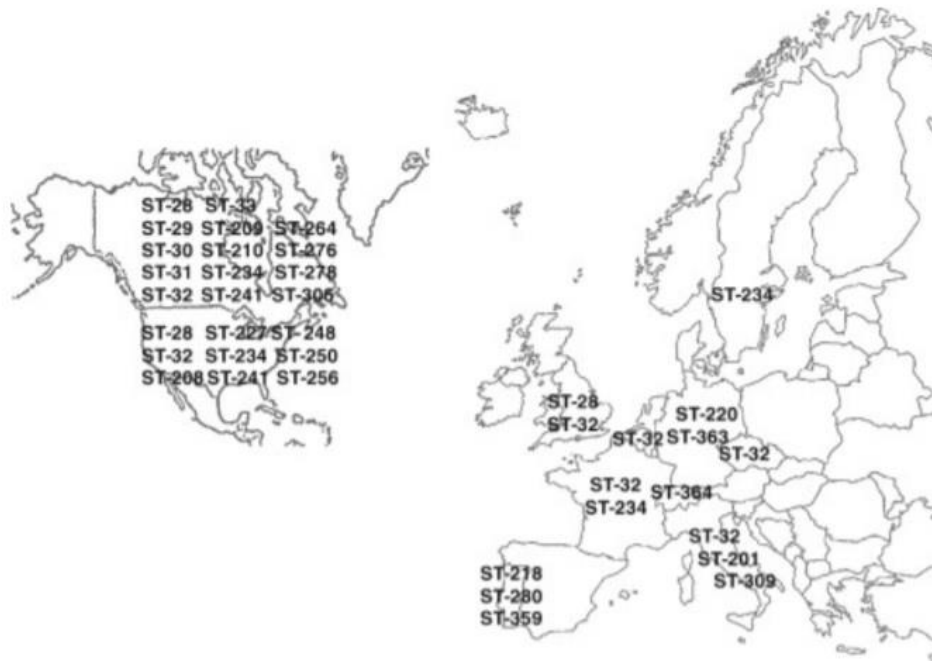 ST-28 ST-33
ST-29 ST-209 ST-264
ST-30 ST-210 ST-276
ST-31 ST-234 ST-278
ST-32 ST-241 ST-306
ST-28 ST-227 ST-248
ST-32 ST-234 ST-250
ST-208 ST-241 ST-256
ST-234
ST-28
ST-32
ST-32
ST-220
ST-363
ST-32
ST-32
ST-234
ST-364
ST-32
ST-201
ST-309
ST-218
ST-280
ST-359